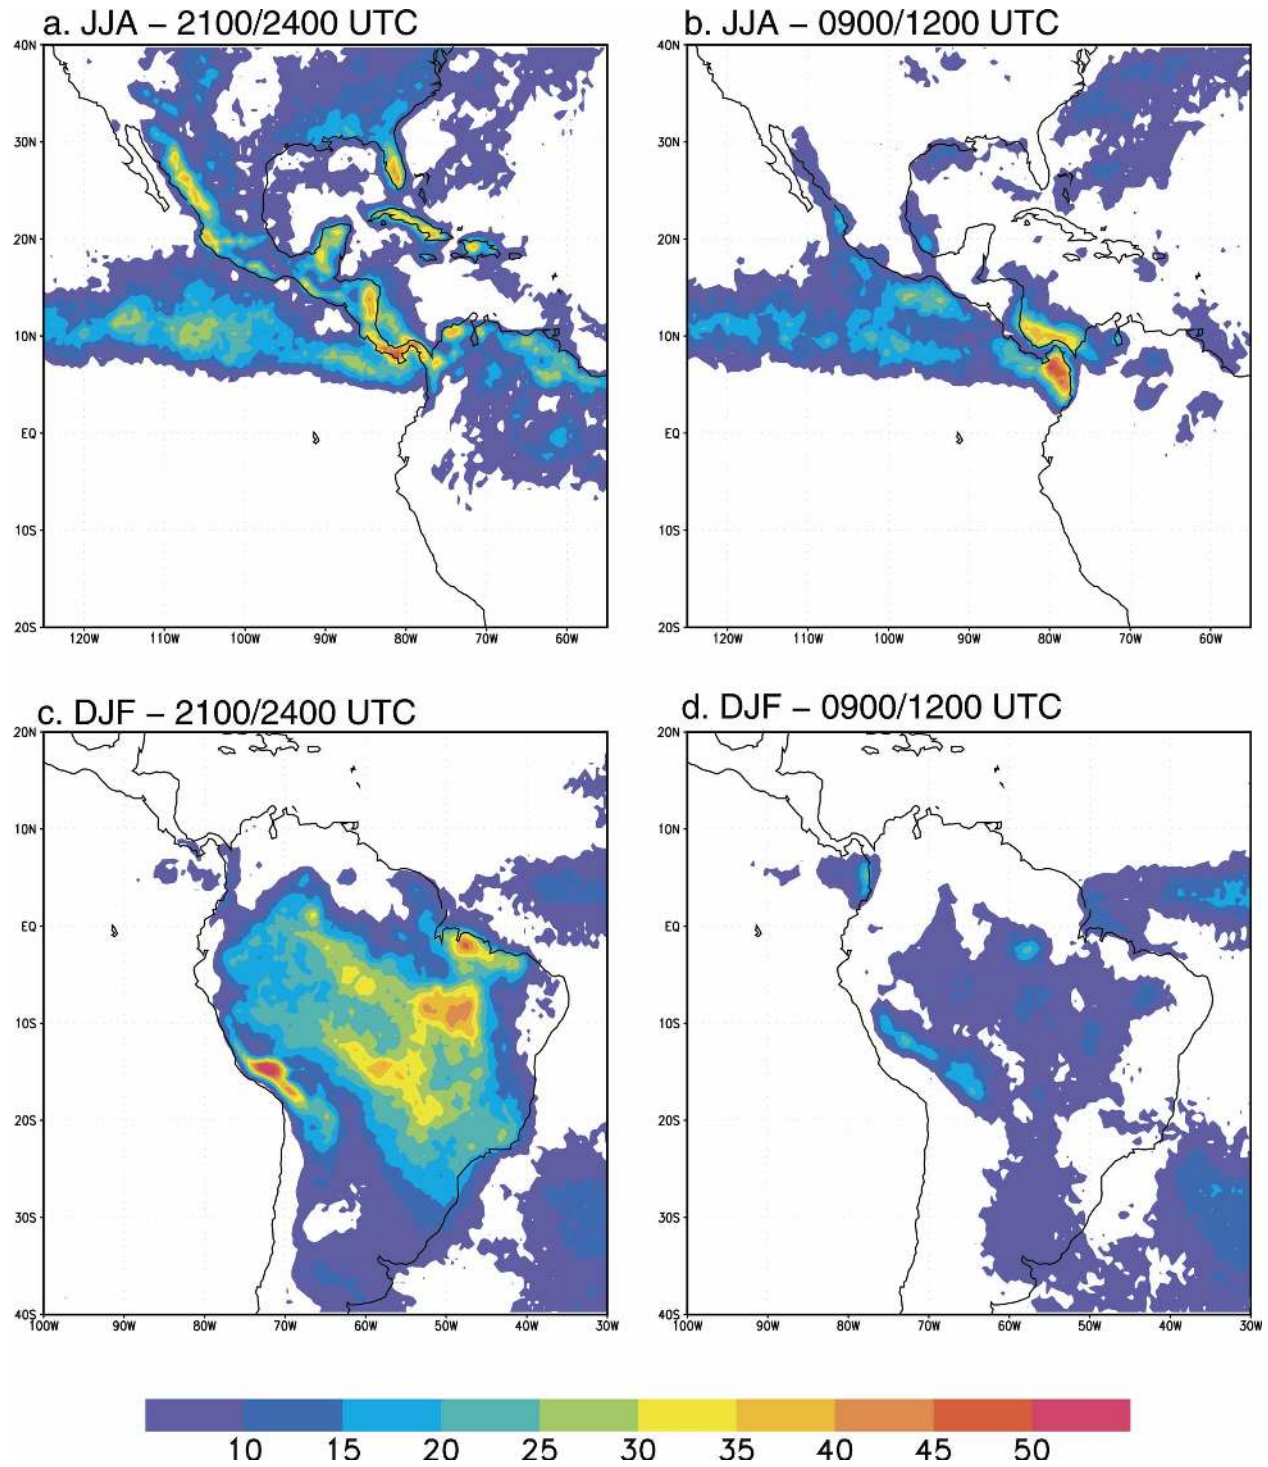 a. JJA – 2100/2400 UTC
b. JJA – 0900/1200 UTC
40N
30N
20N
10N
EQ
10S
20S
120W 110W 100W 90W 80W 70W 60W
40N
30N
20N
10N
EQ
10S
20S
120W 110W 100W 90W 80W 70W 60W
c. DJF – 2100/2400 UTC
d. DJF – 0900/1200 UTC
20N
10N
EQ
10S
20S
30S
40S
100W 90W 80W 70W 60W 50W 40W 30W
20N
10N
EQ
10S
20S
30S
40S
100W 90W 80W 70W 60W 50W 40W 30W
10 15 20 25 30 35 40 45 50